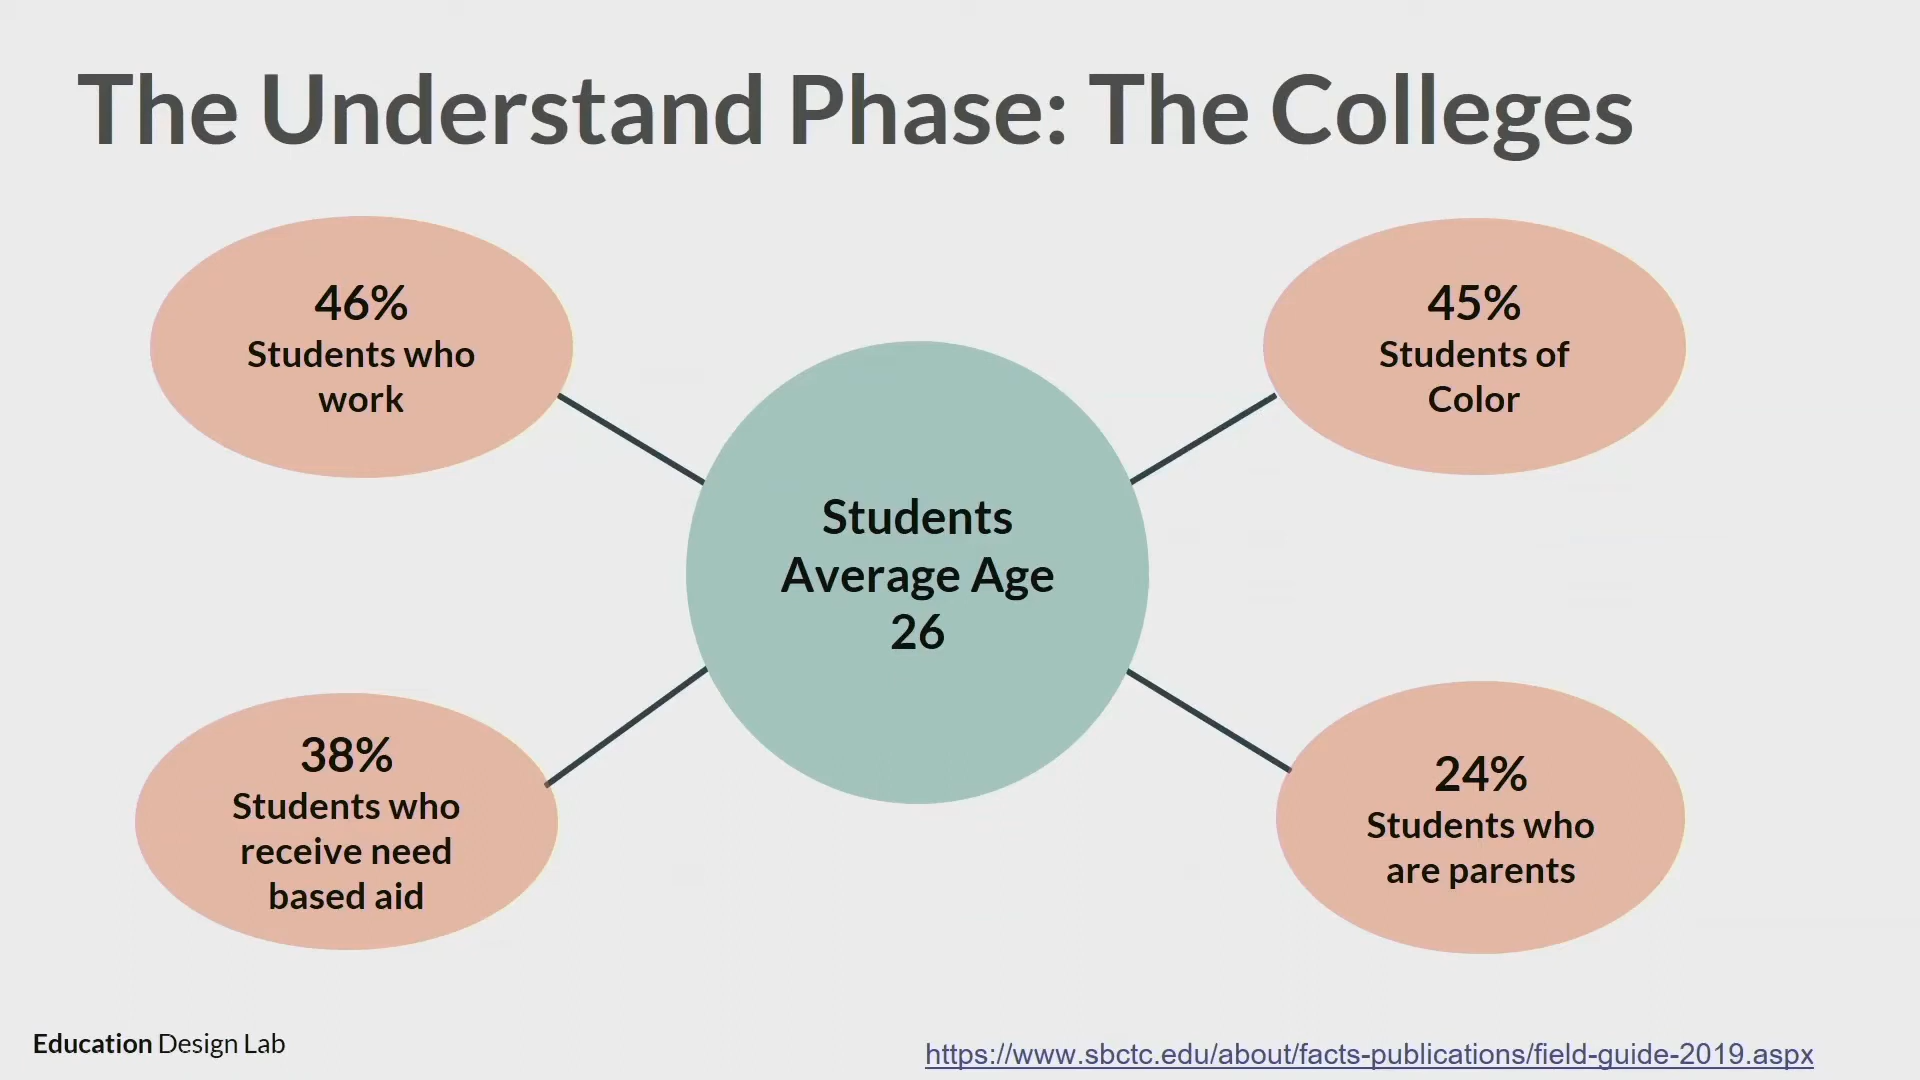 The Understand Phase: The Colleges
46%
Students who
work
45%
Students of
Color
Students
Average Age
26
38%
Students who
receive need
based aid
24%
Students who
are parents
Education Design Lab
https://www.sbctc.edu/about/facts-publications/field-guide-2019.aspx